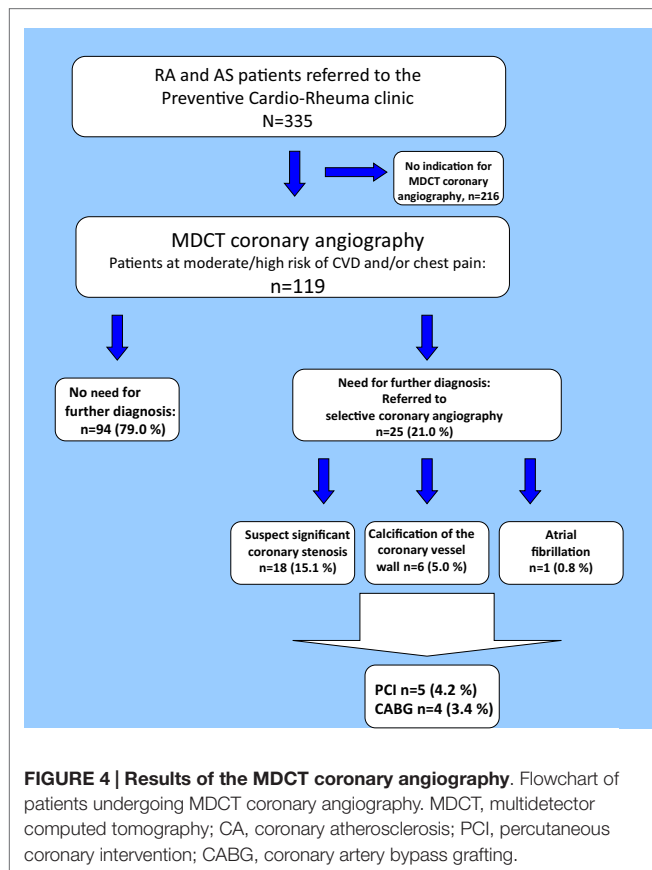 RA and AS patients referred to the
Preventive Cardio-Rheuma clinic
N=335
No indication for
MDCT coronary
angiography, n=216
MDCT coronary angiography
Patients at moderate/high risk of CVD and/or chest pain:
n=119
No need for
further diagnosis:
n=94 (79.0 %)
Need for further diagnosis:
Referred to
selective coronary angiography
n=25 (21.0 %)
Suspect significant
coronary stenosis
n=18 (15.1 %)
Calcification of the
coronary vessel
wall n=6 (5.0 %)
Atrial
fibrillation
n=1 (0.8 %)
PCI n=5 (4.2 %)
CABG n=4 (3.4 %)
FIGURE 4 | Results of the MDCT coronary angiography. Flowchart of
patients undergoing MDCT coronary angiography. MDCT, multidetector
computed tomography; CA, coronary atherosclerosis; PCI, percutaneous
coronary intervention; CABG, coronary artery bypass grafting.